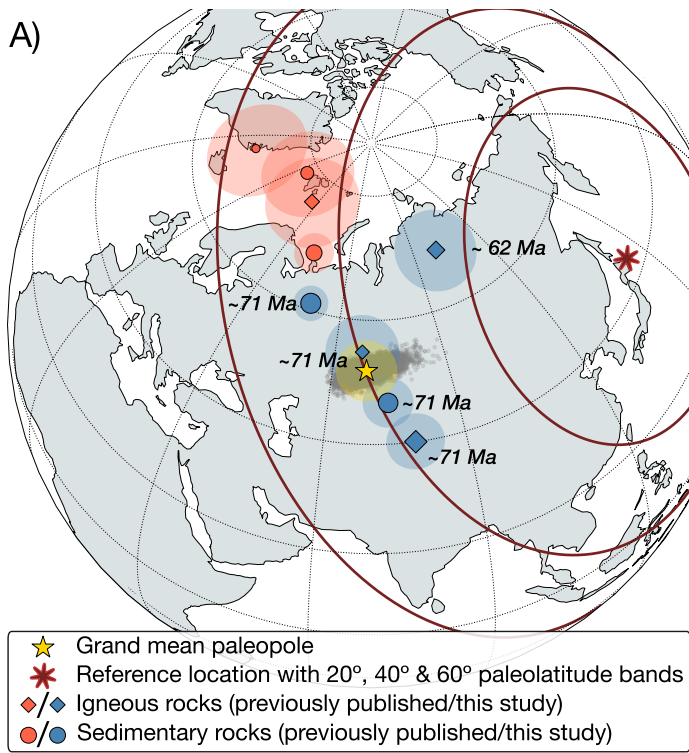 A)
~ 62 Ma
~71 Ma
~71 Ma
~71 Ma
~71 Ma
Grand mean paleopole
Reference location with 20º, 40º & 60º paleolatitude bands
/ Igneous rocks (previously published/this study)
/ Sedimentary rocks (previously published/this study)